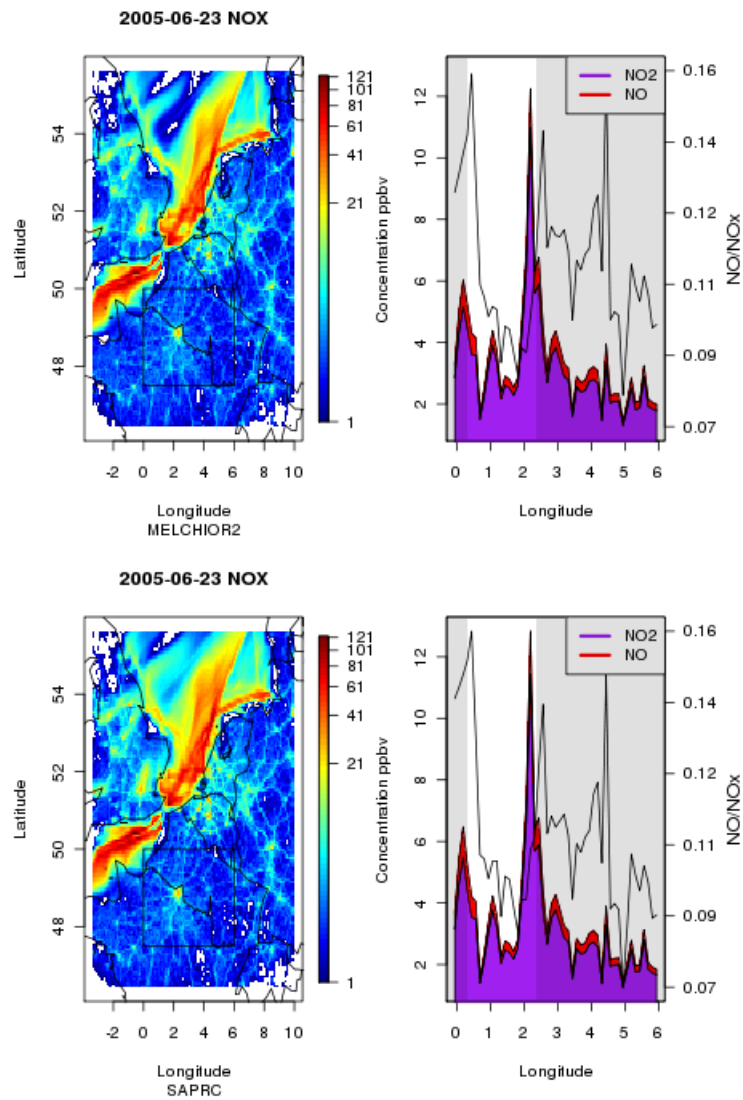 2005-06-23 NOX
Latitude
54
52
50
48
-2 0 2 4 6 8 10
Longitude
MELCHIOR2
121
101
81
61
41
21
1
Concentration ppbv
12
10
8
6
4
2
0 1 2 3 4 5 6
Longitude
NO2
NO
0.16
0.14
0.12
0.11
0.09
0.07
NO/NOx
2005-06-23 NOX
Latitude
54
52
50
48
-2 0 2 4 6 8 10
Longitude
SAPRC
121
101
81
61
41
21
1
Concentration ppbv
12
10
8
6
4
2
0 1 2 3 4 5 6
Longitude
NO2
NO
0.16
0.14
0.12
0.11
0.09
0.07
NO/NOx